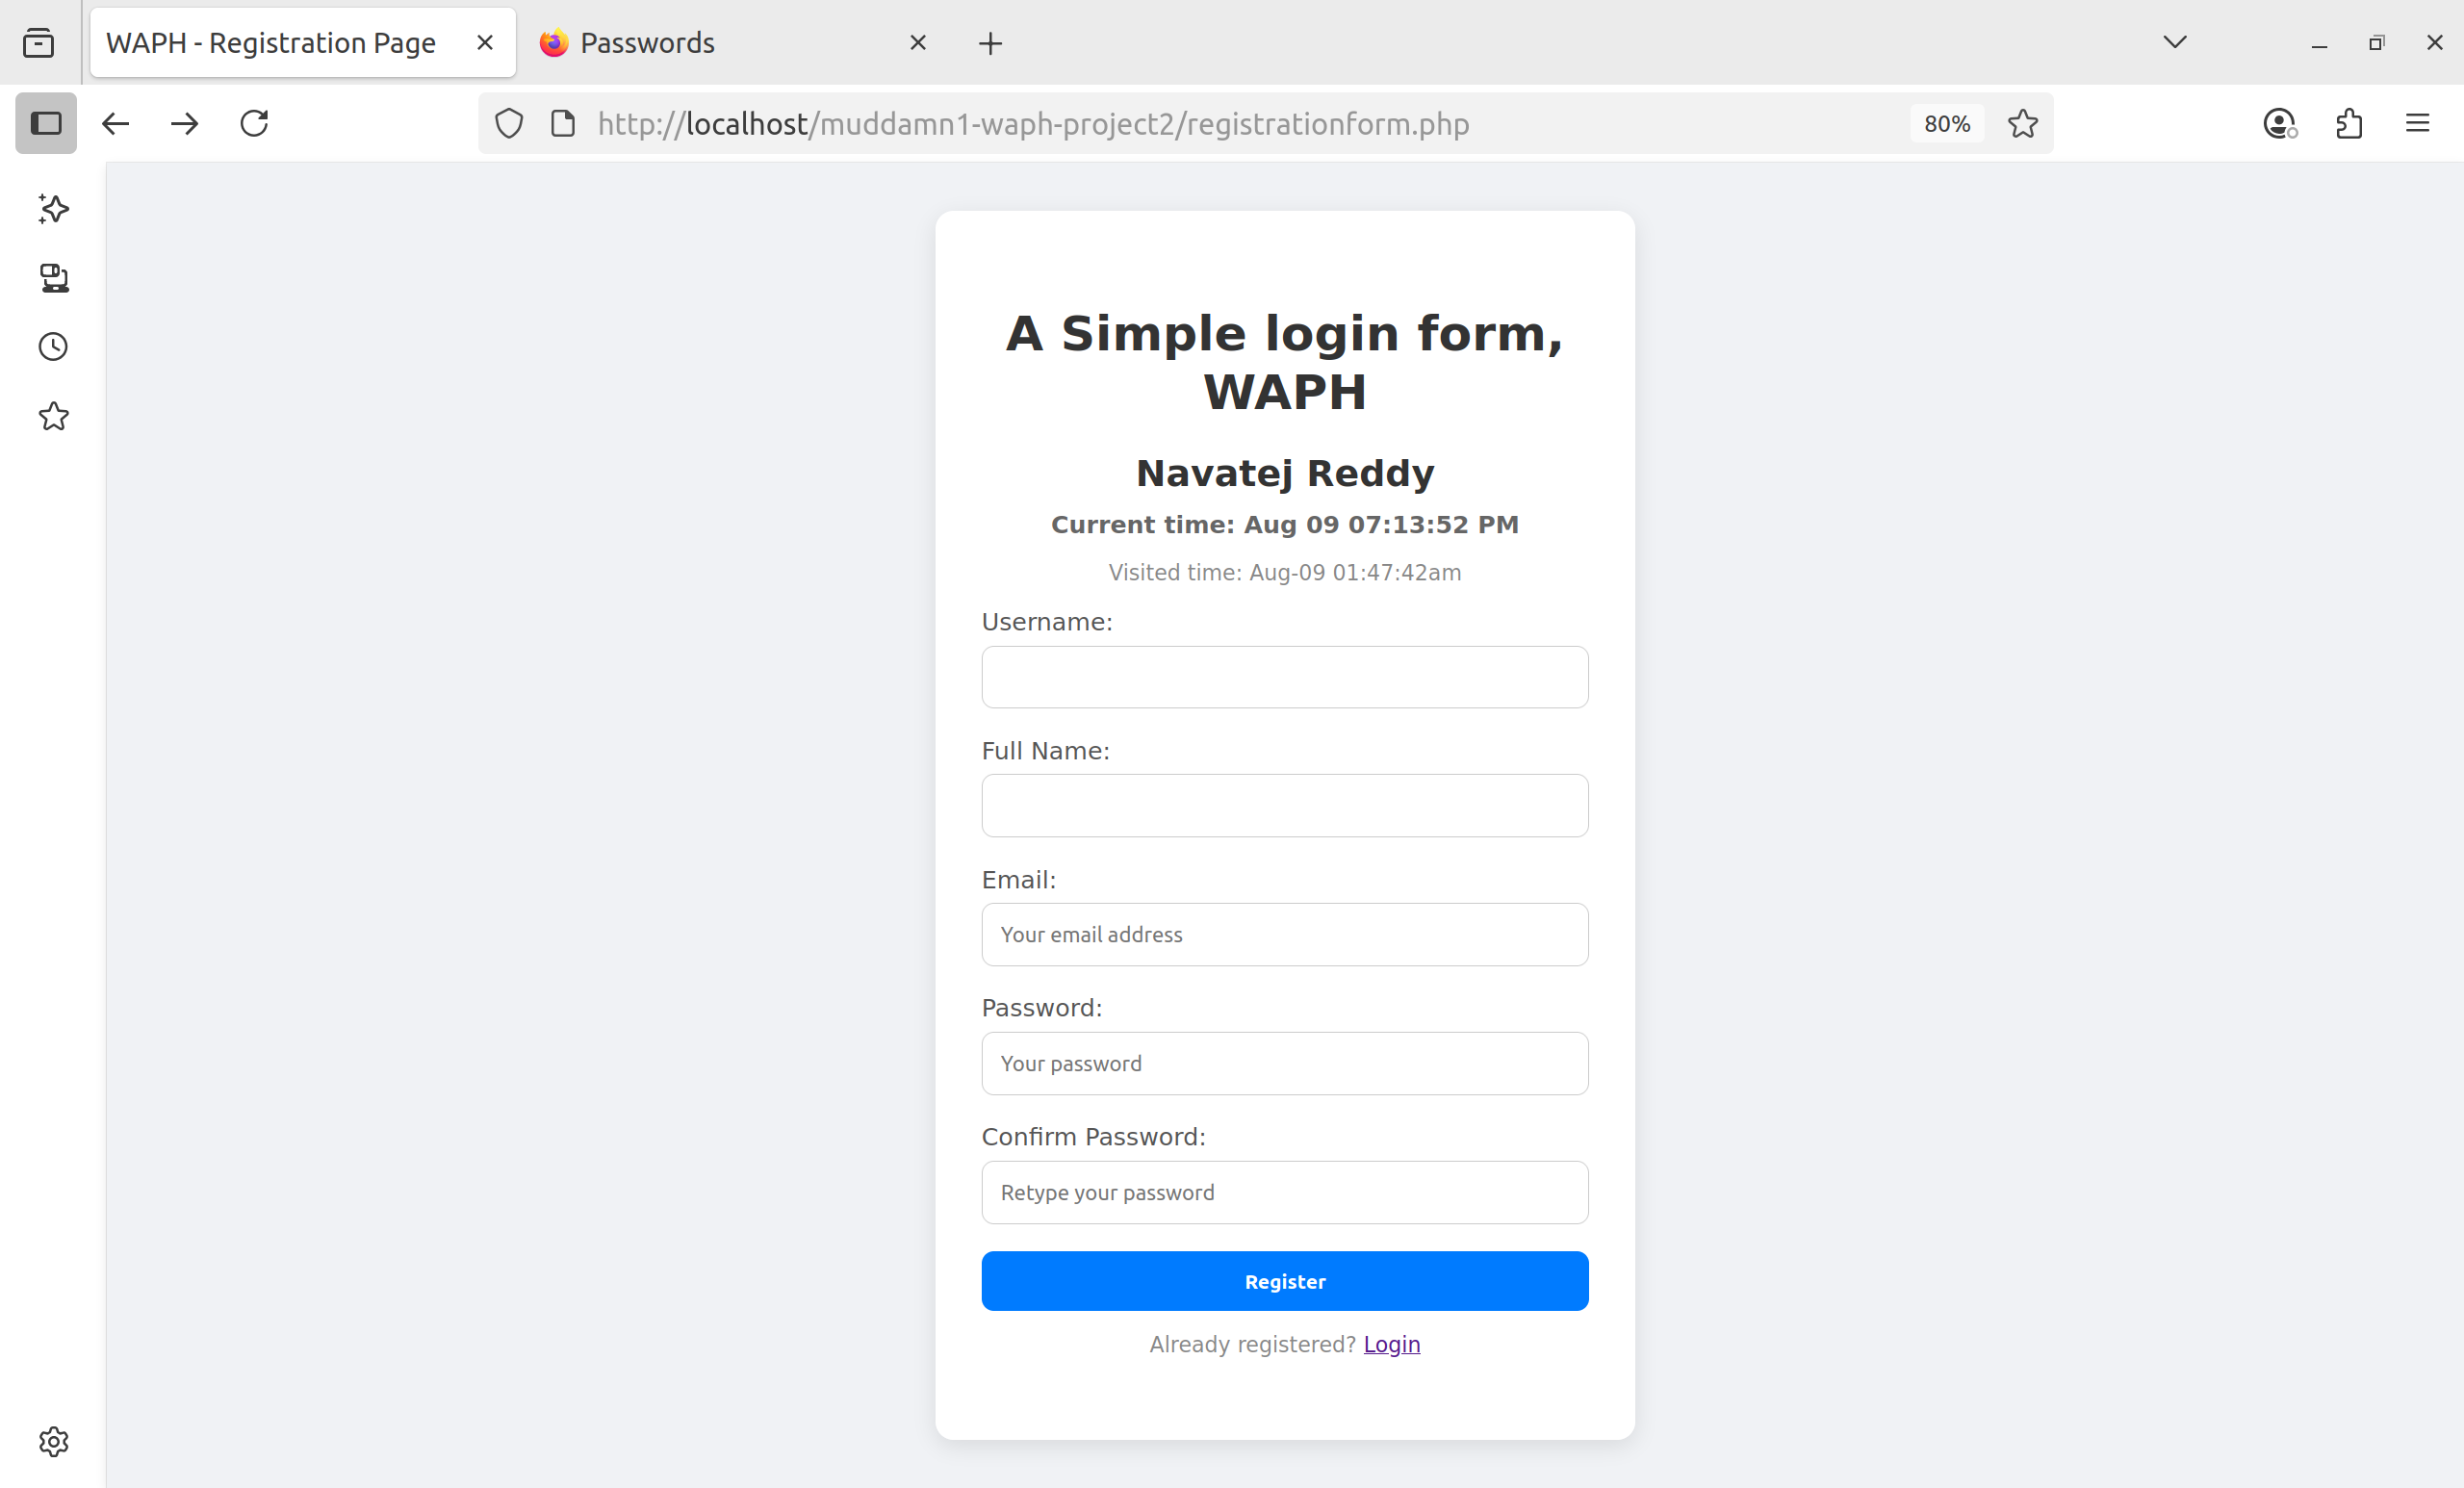 WAPH - Registration Page
Passwords
http://localhost/muddamn1-waph-project2/registrationform.php
80%
A Simple login form,
WAPH
Navatej Reddy
Current time: Aug 09 07:13:52 PM
Visited time: Aug-09 01:47:42am
Username:
Full Name:
Email:
Your email address
Password:
Your password
Confirm Password:
Retype your password
Register
Already registered? Login